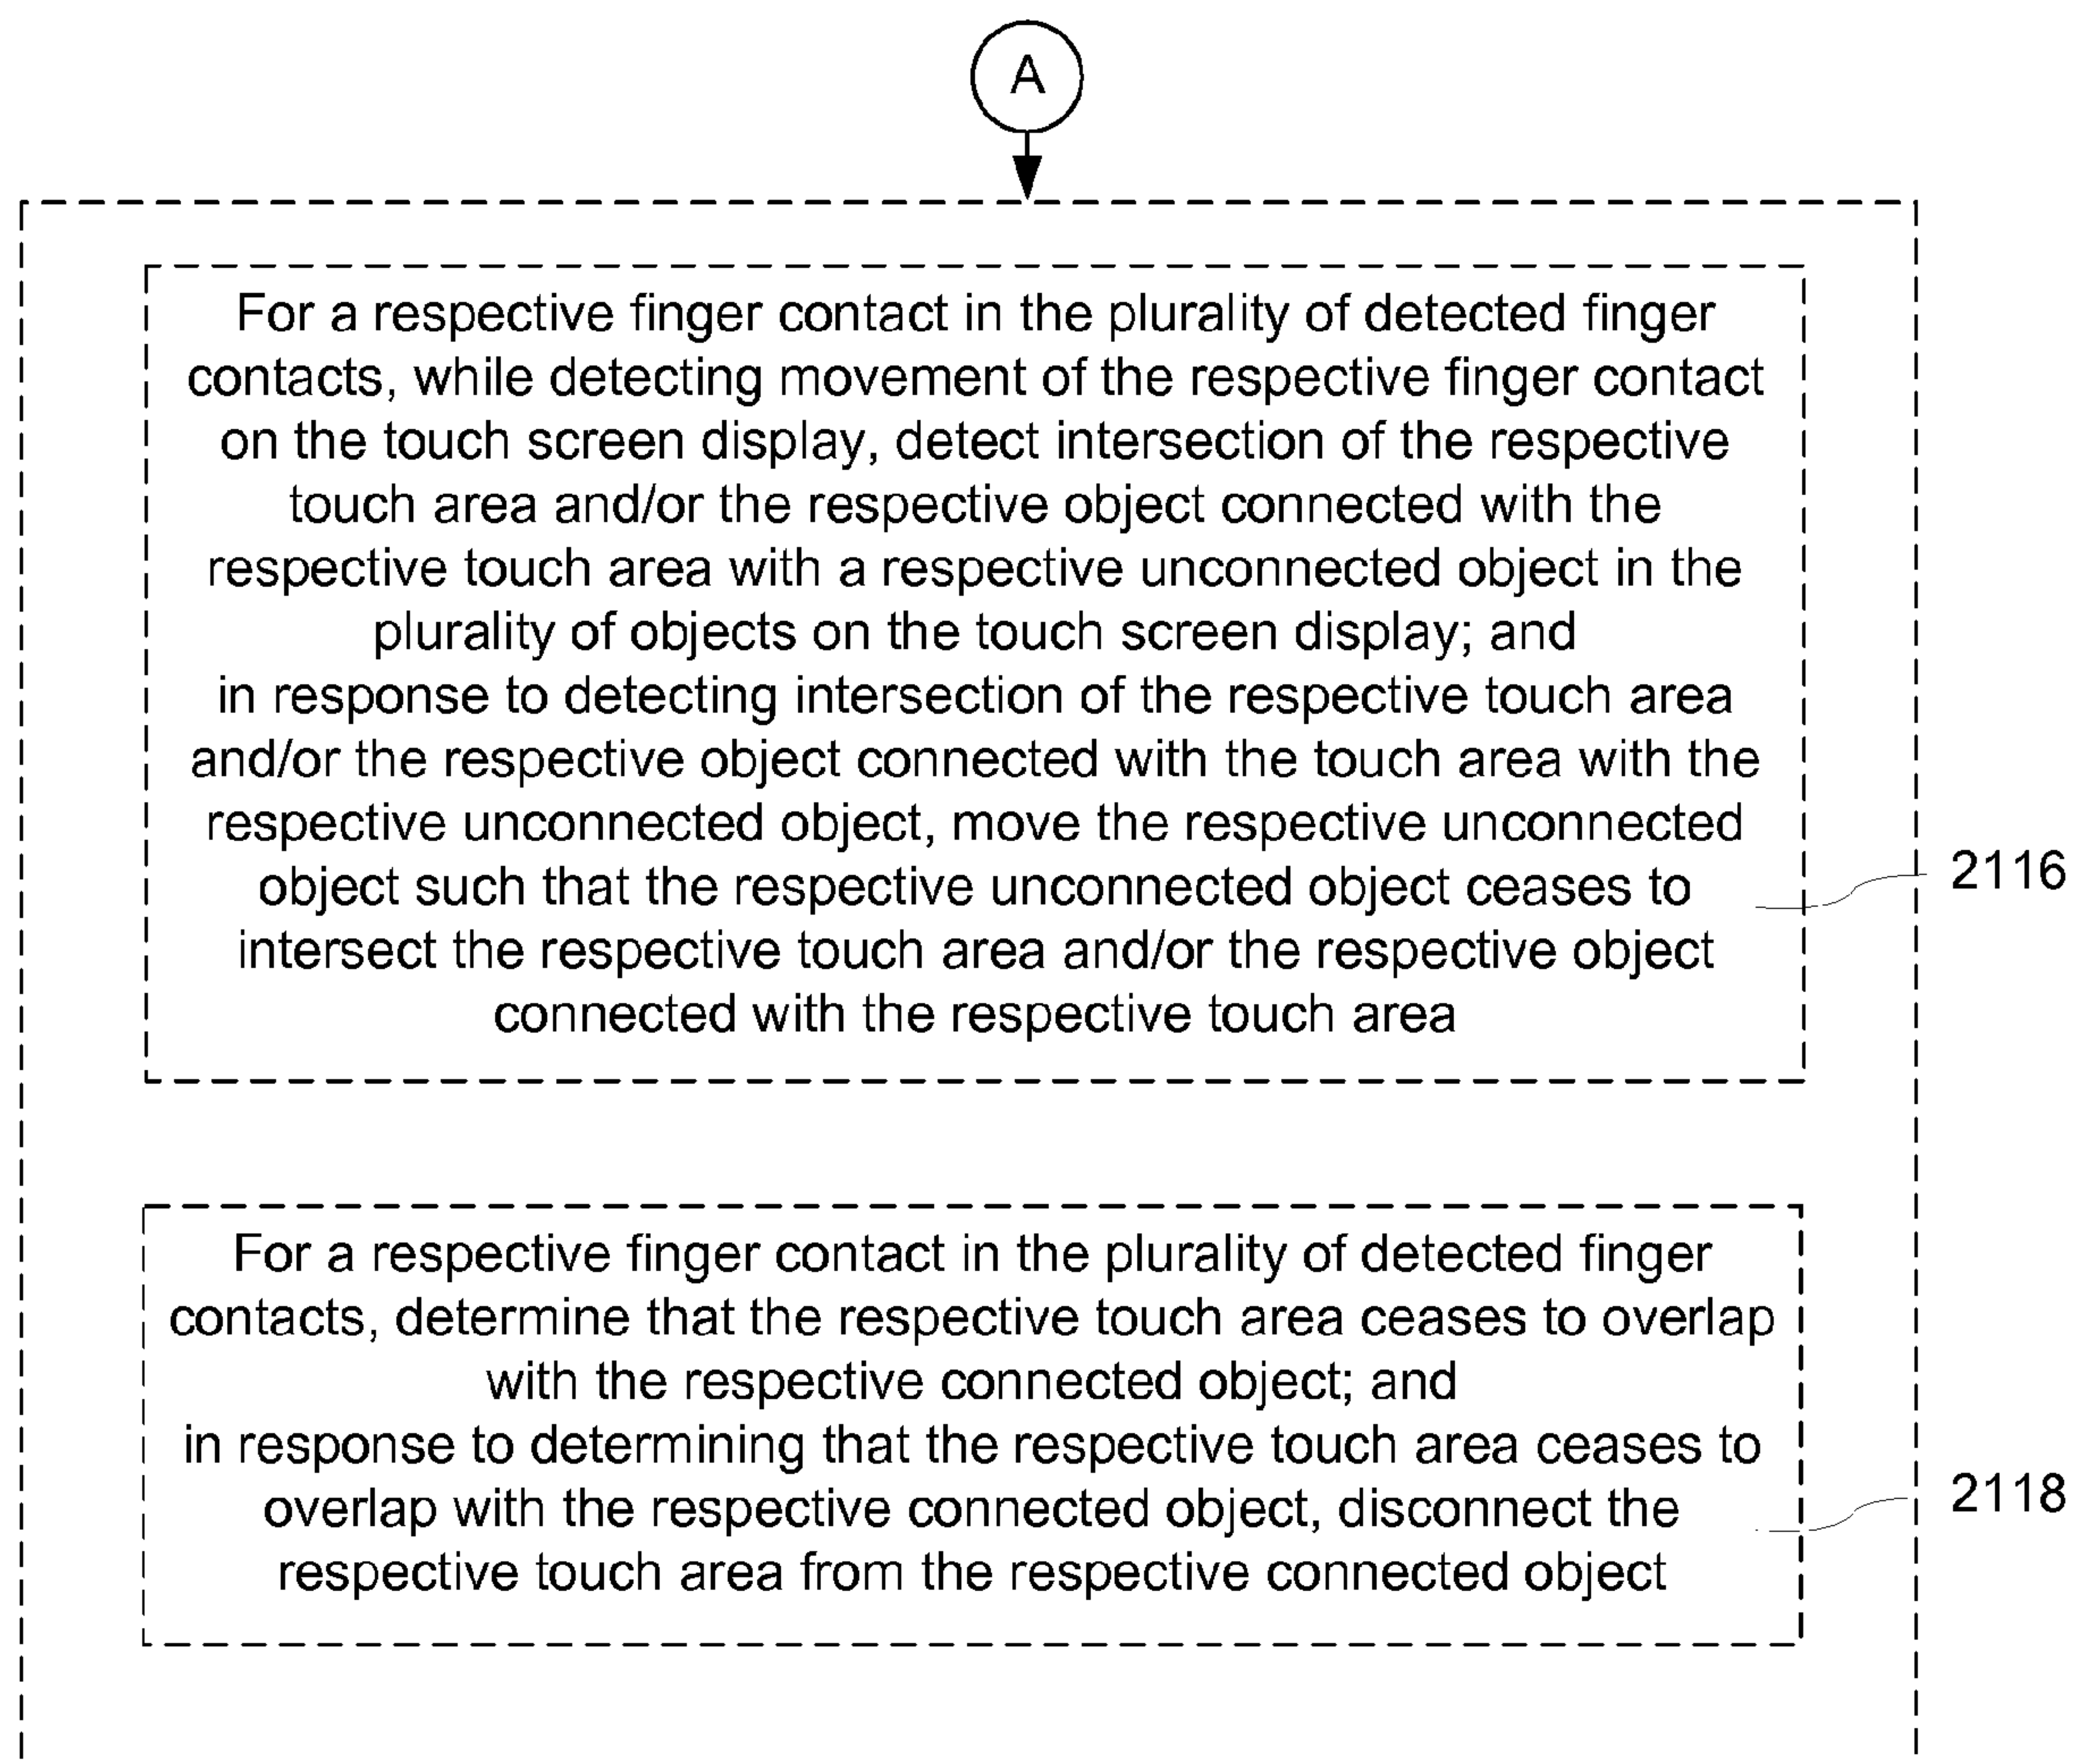 A
For a respective finger contact in the plurality of detected finger
contacts, while detecting movement of the respective finger contact
on the touch screen display, detect intersection of the respective
touch area and/or the respective object connected with the
respective touch area with a respective unconnected object in the
plurality of objects on the touch screen display; and
in response to detecting intersection of the respective touch area
and/or the respective object connected with the touch area with the
respective unconnected object, move the respective unconnected
object such that the respective unconnected object ceases to
intersect the respective touch area and/or the respective object
connected with the respective touch area
2116
For a respective finger contact in the plurality of detected finger
contacts, determine that the respective touch area ceases to overlap
with the respective connected object; and
in response to determining that the respective touch area ceases to
overlap with the respective connected object, disconnect the
respective touch area from the respective connected object
2118